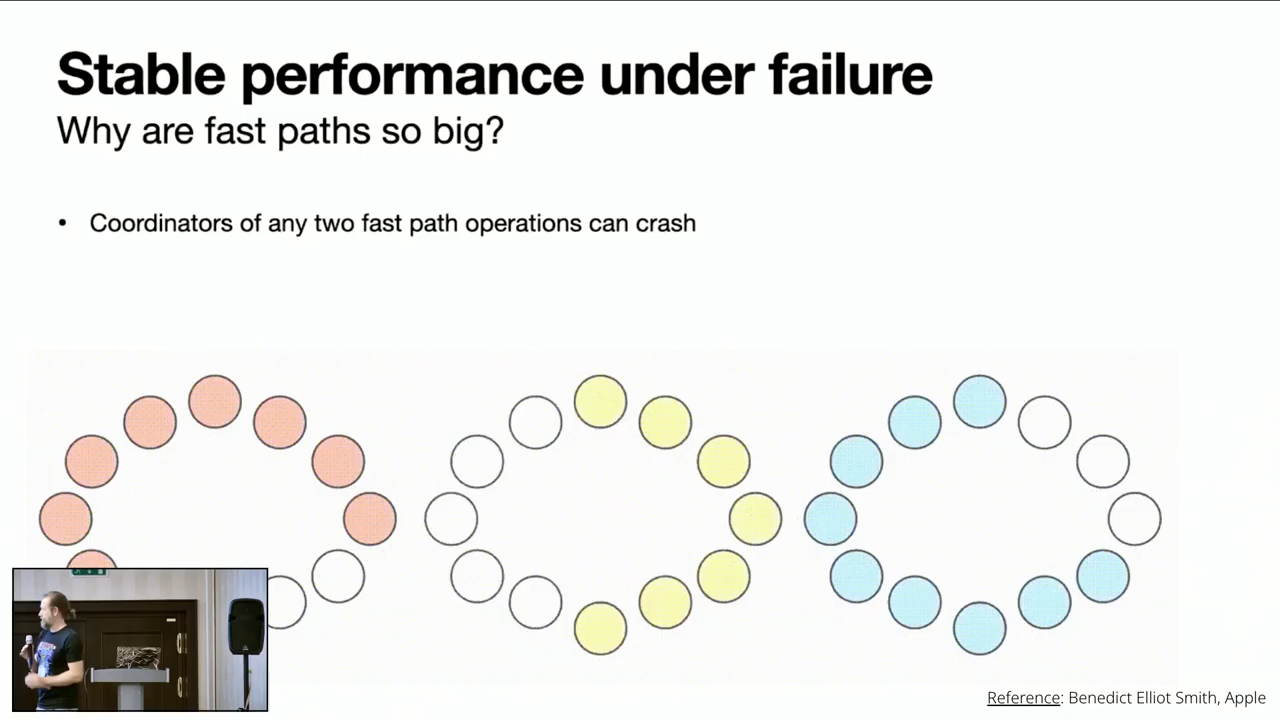 Stable performance under failure
Why are fast paths so big?
• Coordinators of any two fast path operations can crash
Reference: Benedict Elliot Smith, Apple